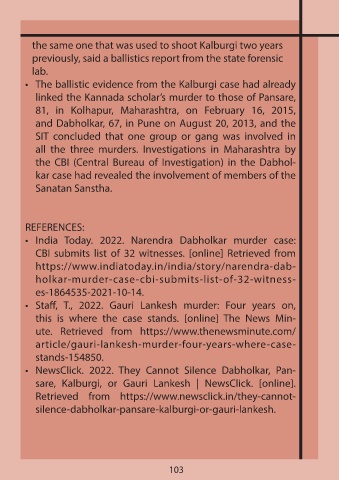 the same one that was used to shoot Kalburgi two years
previously, said a ballistics report from the state forensic
lab.
• The ballistic evidence from the Kalburgi case had already
linked the Kannada scholar's murder to those of Pansare,
81, in Kolhapur, Maharashtra, on February 16, 2015,
and Dabholkar, 67, in Pune on August 20, 2013, and the
SIT concluded that one group or gang was involved in
all the three murders. Investigations in Maharashtra by
the CBI (Central Bureau of Investigation) in the Dabhol-
kar case had revealed the involvement of members of the
Sanatan Sanstha.
REFERENCES:
• India Today. 2022. Narendra Dabholkar murder case:
CBI submits list of 32 witnesses. [online] Retrieved from
https://www.indiatoday.in/india/story/narendra-dab-
holkar-murder-case-cbi-submits-list-of-32-witness-
es-1864535-2021-10-14.
• Staff, T., 2022. Gauri Lankesh murder: Four years on,
this is where the case stands. [online] The News Min-
ute. Retrieved from https://www.thenewsminute.com/
article/gauri-lankesh-murder-four-years-where-case-
stands-154850.
• NewsClick. 2022. They Cannot Silence Dabholkar, Pan-
sare, Kalburgi, or Gauri Lankesh | NewsClick. [online].
Retrieved from https://www.newsclick.in/they-cannot-
silence-dabholkar-pansare-kalburgi-or-gauri-lankesh.
103